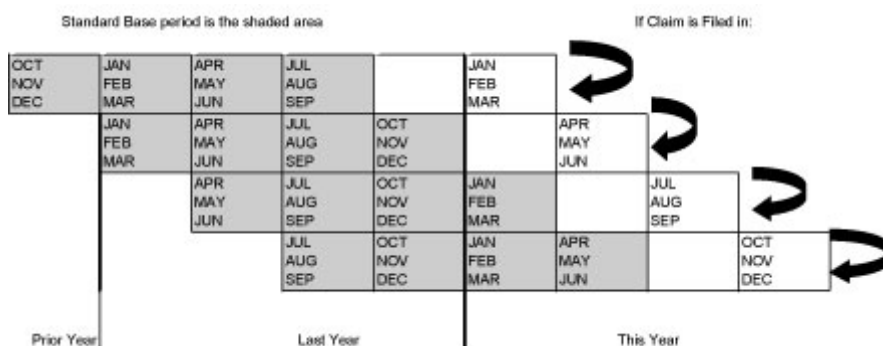 Standard Base period is the shaded area If Claim is Filed in:
OCT JAN APR JUL JAN
NOV FEB MAY AUG FEB
DEC MAR JUN SEP MAR
JAN APR JUL OCT APR
FEB MAY AUG NOV MAY
MAR JUN SEP DEC JUN
APR JUL OCT JAN JUL
MAY AUG NOV FEB AUG
JUN SEP DEC MAR SEP
JUL OCT JAN APR OCT
AUG NOV FEB MAY NOV
SEP DEC MAR JUN DEC
Prior Year Last Year This Year